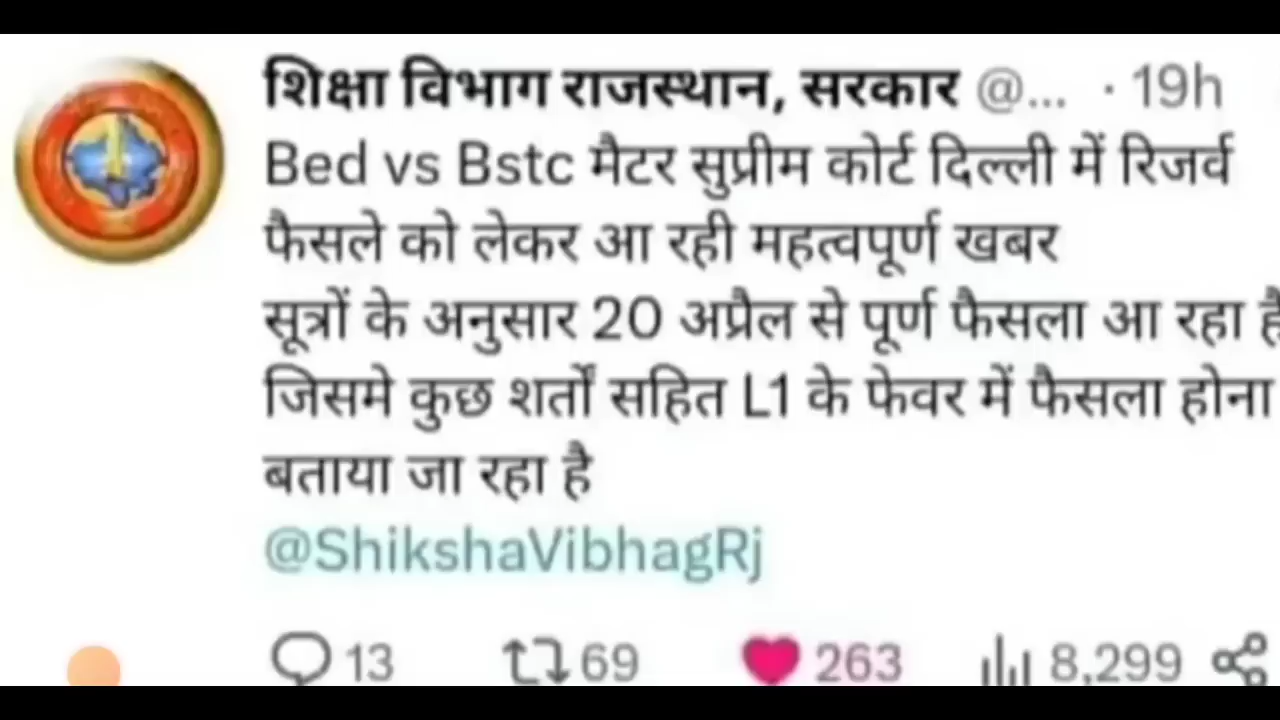 शिक्षा विभाग राजस्थान, सरकार @... · 19h
Bed vs Bstc मैटर सुप्रीम कोर्ट दिल्ली में रिजर्व
फैसले को लेकर आ रही महत्वपूर्ण खबर
सूत्रों के अनुसार 20 अप्रैल से पूर्ण फैसला आ रहा है
जिसमे कुछ शर्तों सहित L1 के फेवर में फैसला होना
बताया जा रहा है
@ShikshaVibhagRj
13 69 263 8,299